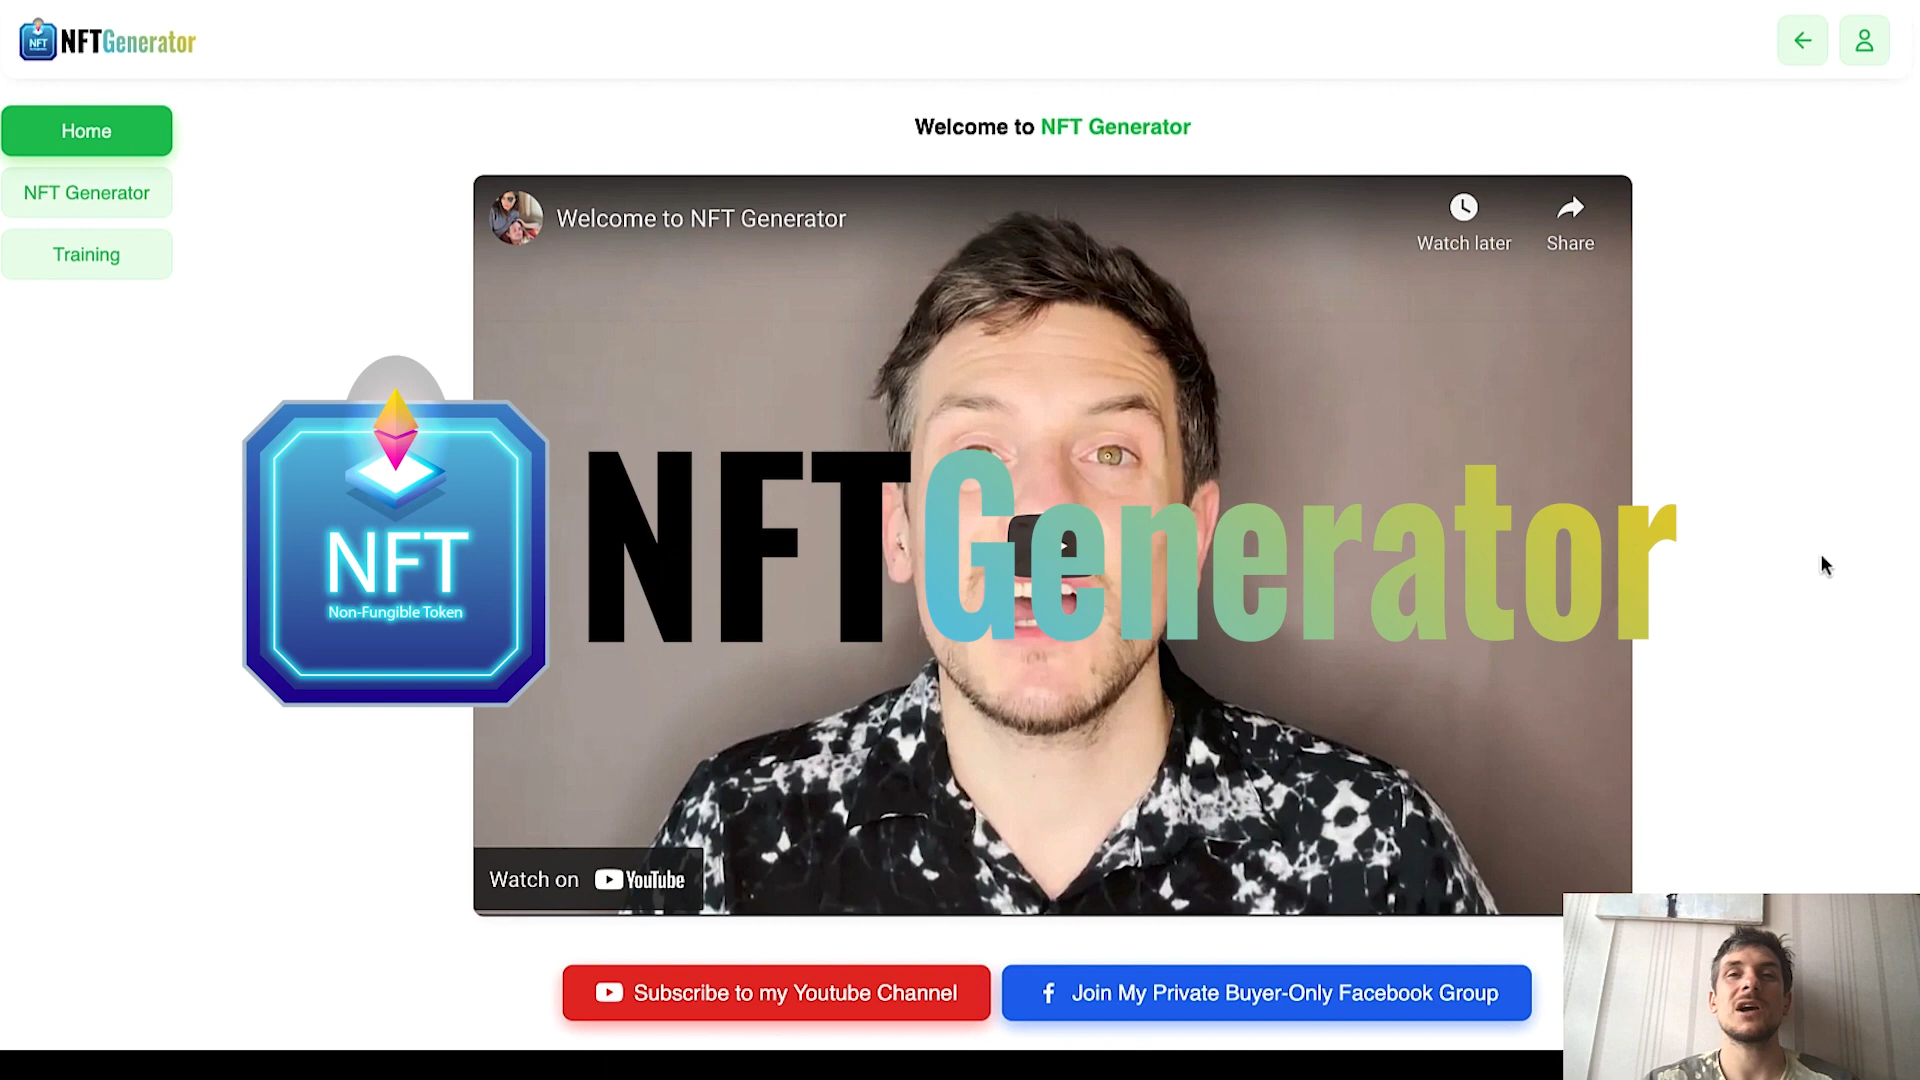 NFT
NFTGenerator
Home
NFT Generator
Training
Welcome to NFT Generator
Welcome to NFT Generator
Watch later
Share
NFT
Non-Fungible Token
NFTGenerator
Watch on YouTube
Subscribe to my Youtube Channel
Join My Private Buyer-Only Facebook Group